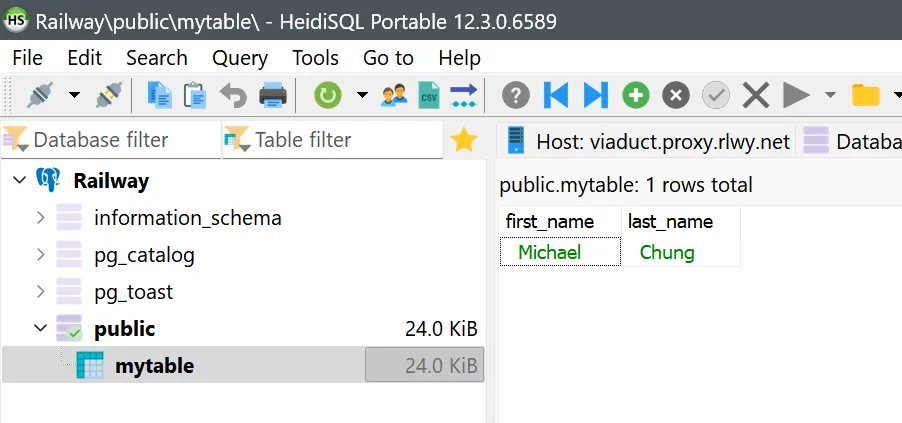 HS Railway\public\mytable\ - HeidiSQL Portable 12.3.0.6589
File Edit Search Query Tools Go to Help
CSV ?
Database filter Table filter
Host: viaduct.proxy.rlwy.net Databa
Railway
information_schema
pg_catalog
pg_toast
public 24.0 KiB
mytable 24.0 KiB
public.mytable: 1 rows total
first_name last_name
Michael Chung